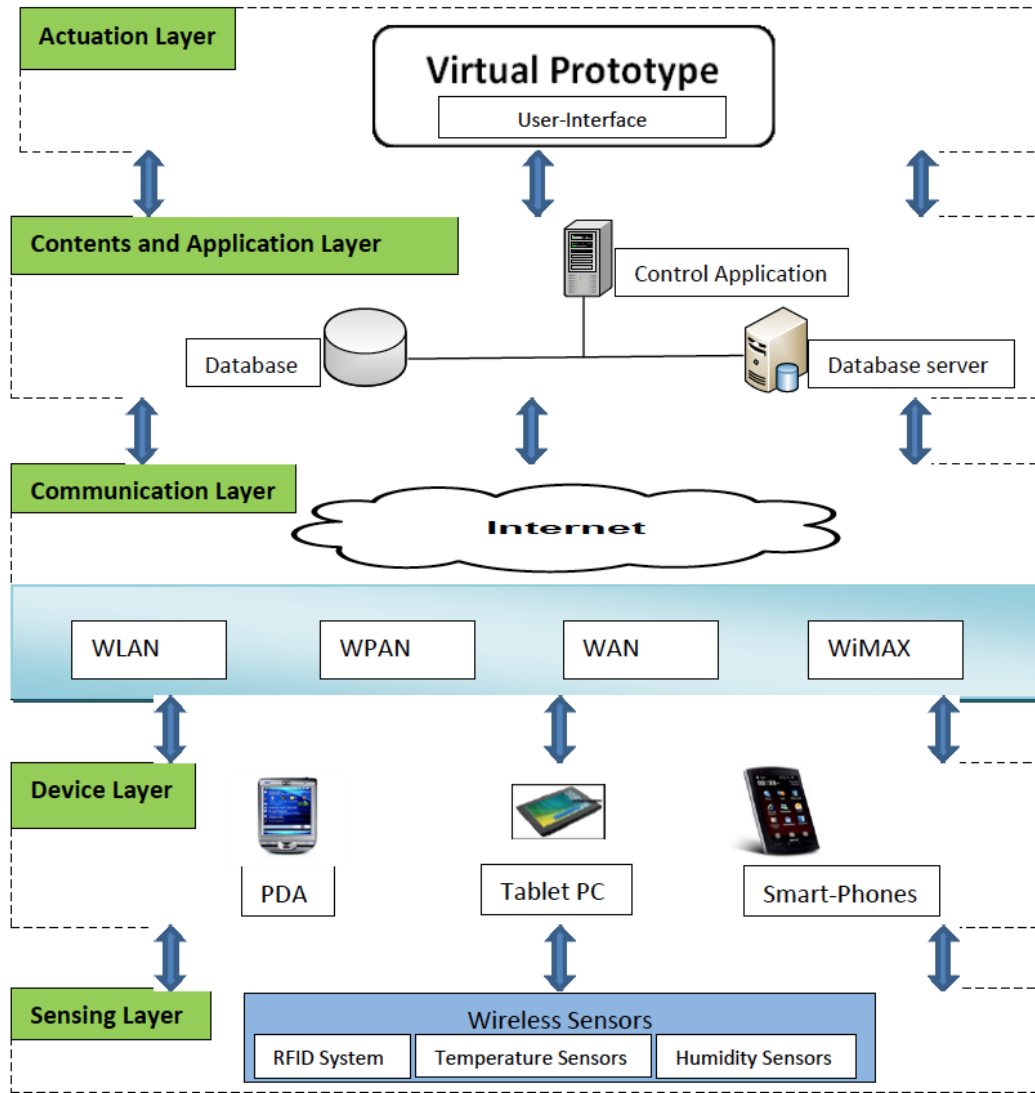 Actuation Layer
Virtual Prototype
User-Interface
Contents and Application Layer
Control Application
Database
Database server
Communication Layer
Internet
WLAN
WPAN
WAN
WiMAX
Device Layer
PDA
Tablet PC
Smart-Phones
Sensing Layer
Wireless Sensors
RFID System
Temperature Sensors
Humidity Sensors